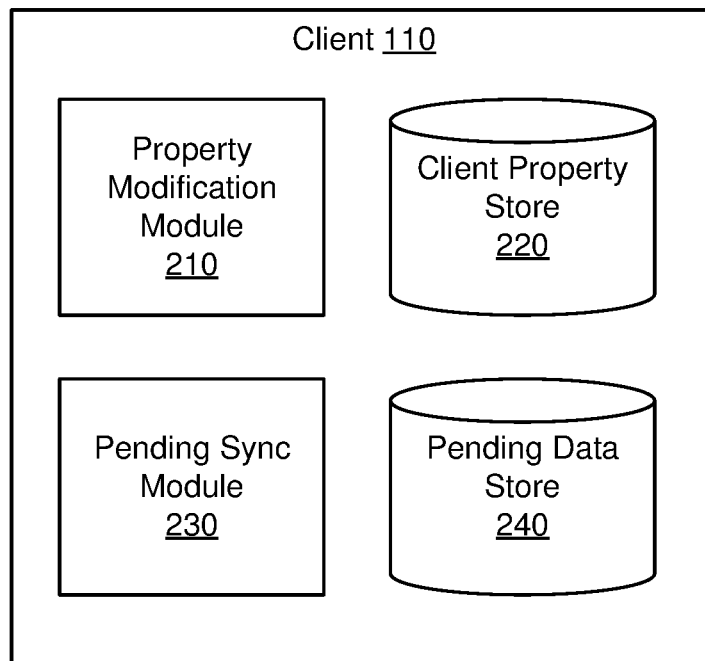 Client 110
Property
Modification
Module
210
Client Property
Store
220
Pending Sync
Module
230
Pending Data
Store
240